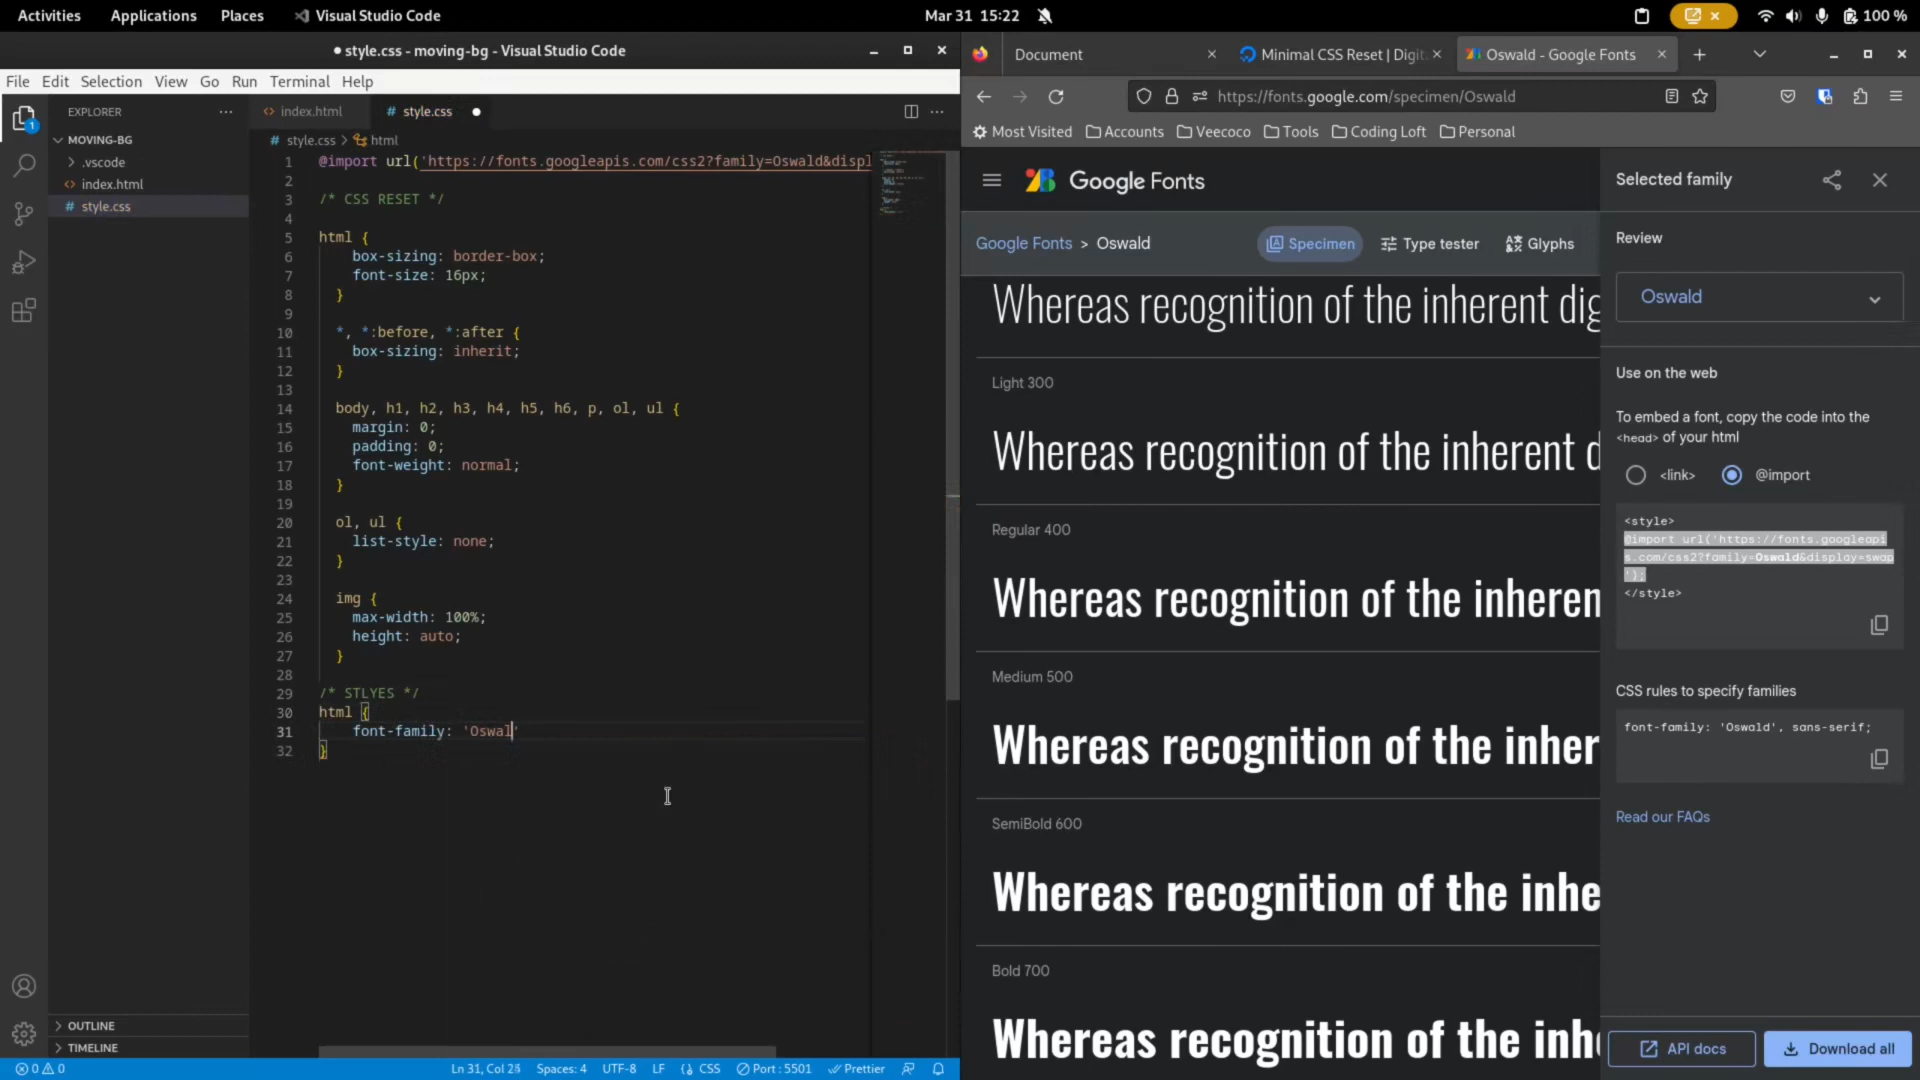 Activities Applications Places Visual Studio Code Mar 31 15:22 100 %
style.css - moving-bg - Visual Studio Code
File Edit Selection View Go Run Terminal Help
EXPLORER
MOVING-BG
.vscode
index.html
style.css
OUTLINE
TIMELINE
1
index.html style.css
style.css > html
1 @import url('https://fonts.googleapis.com/css2?family=Oswald&displ
2
3 /* CSS RESET */
4
5 html {
6 box-sizing: border-box;
7 font-size: 16px;
8 }
9
10 *, *:before, *:after {
11 box-sizing: inherit;
12 }
13
14 body, h1, h2, h3, h4, h5, h6, p, ol, ul {
15 margin: 0;
16 padding: 0;
17 font-weight: normal;
18 }
19
20 ol, ul {
21 list-style: none;
22 }
23
24 img {
25 max-width: 100%;
26 height: auto;
27 }
28
29 /* STLYES */
30 html {
31 font-family: 'Oswal'
32 }
0 0 Ln 31, Col Spaces: 4 UTF-8 LF CSS Port : 5501 Prettier
Document Minimal CSS Reset | Digit Oswald - Google Fonts
https://fonts.google.com/specimen/Oswald
Most Visited Accounts Veecoco Tools Coding Loft Personal
Google Fonts
Google Fonts > Oswald Specimen Type tester Glyphs
Whereas recognition of the inherent dig
Light 300
Whereas recognition of the inherent d
Regular 400
Whereas recognition of the inheren
Medium 500
Whereas recognition of the inher
SemiBold 600
Whereas recognition of the inhe
Bold 700
Whereas recognition of the inh
Selected family
Review
Oswald
Use on the web
To embed a font, copy the code into the
<head> of your html
<link> @import
<style>
@import url('https://fonts.googleapi
s.com/css2?family=Oswald&display=swap
');
</style>
CSS rules to specify families
font-family: 'Oswald', sans-serif;
Read our FAQs
API docs Download all